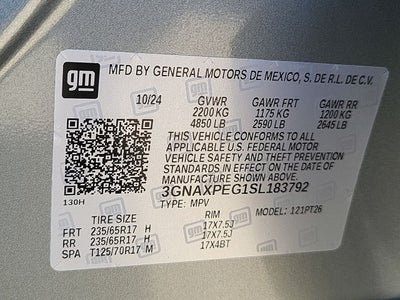 gm
MFD BY GENERAL MOTORS DE MEXICO, S. DE R.L. DE C.V.
10/24 GVWR GAWR FRT GAWR RR
2200 KG 1175 KG 1200 KG
4850 LB 2590 LB 2645 LB
THIS VEHICLE CONFORMS TO ALL
APPLICABLE U.S. FEDERAL MOTOR
VEHICLE SAFETY AND THEFT PREVENTION
STANDARDS IN EFFECT ON THE DATE OF
MANUFACTURE SHOWN ABOVE.
3GNAXPEG1SL183792
130H TYPE: MPV MODEL: 121PT26
TIRE SIZE RIM
FRT 235/65R17 H 17X7.5J
RR 235/65R17 H 17X7.5J
SPA T125/70R17 M 17X4BT